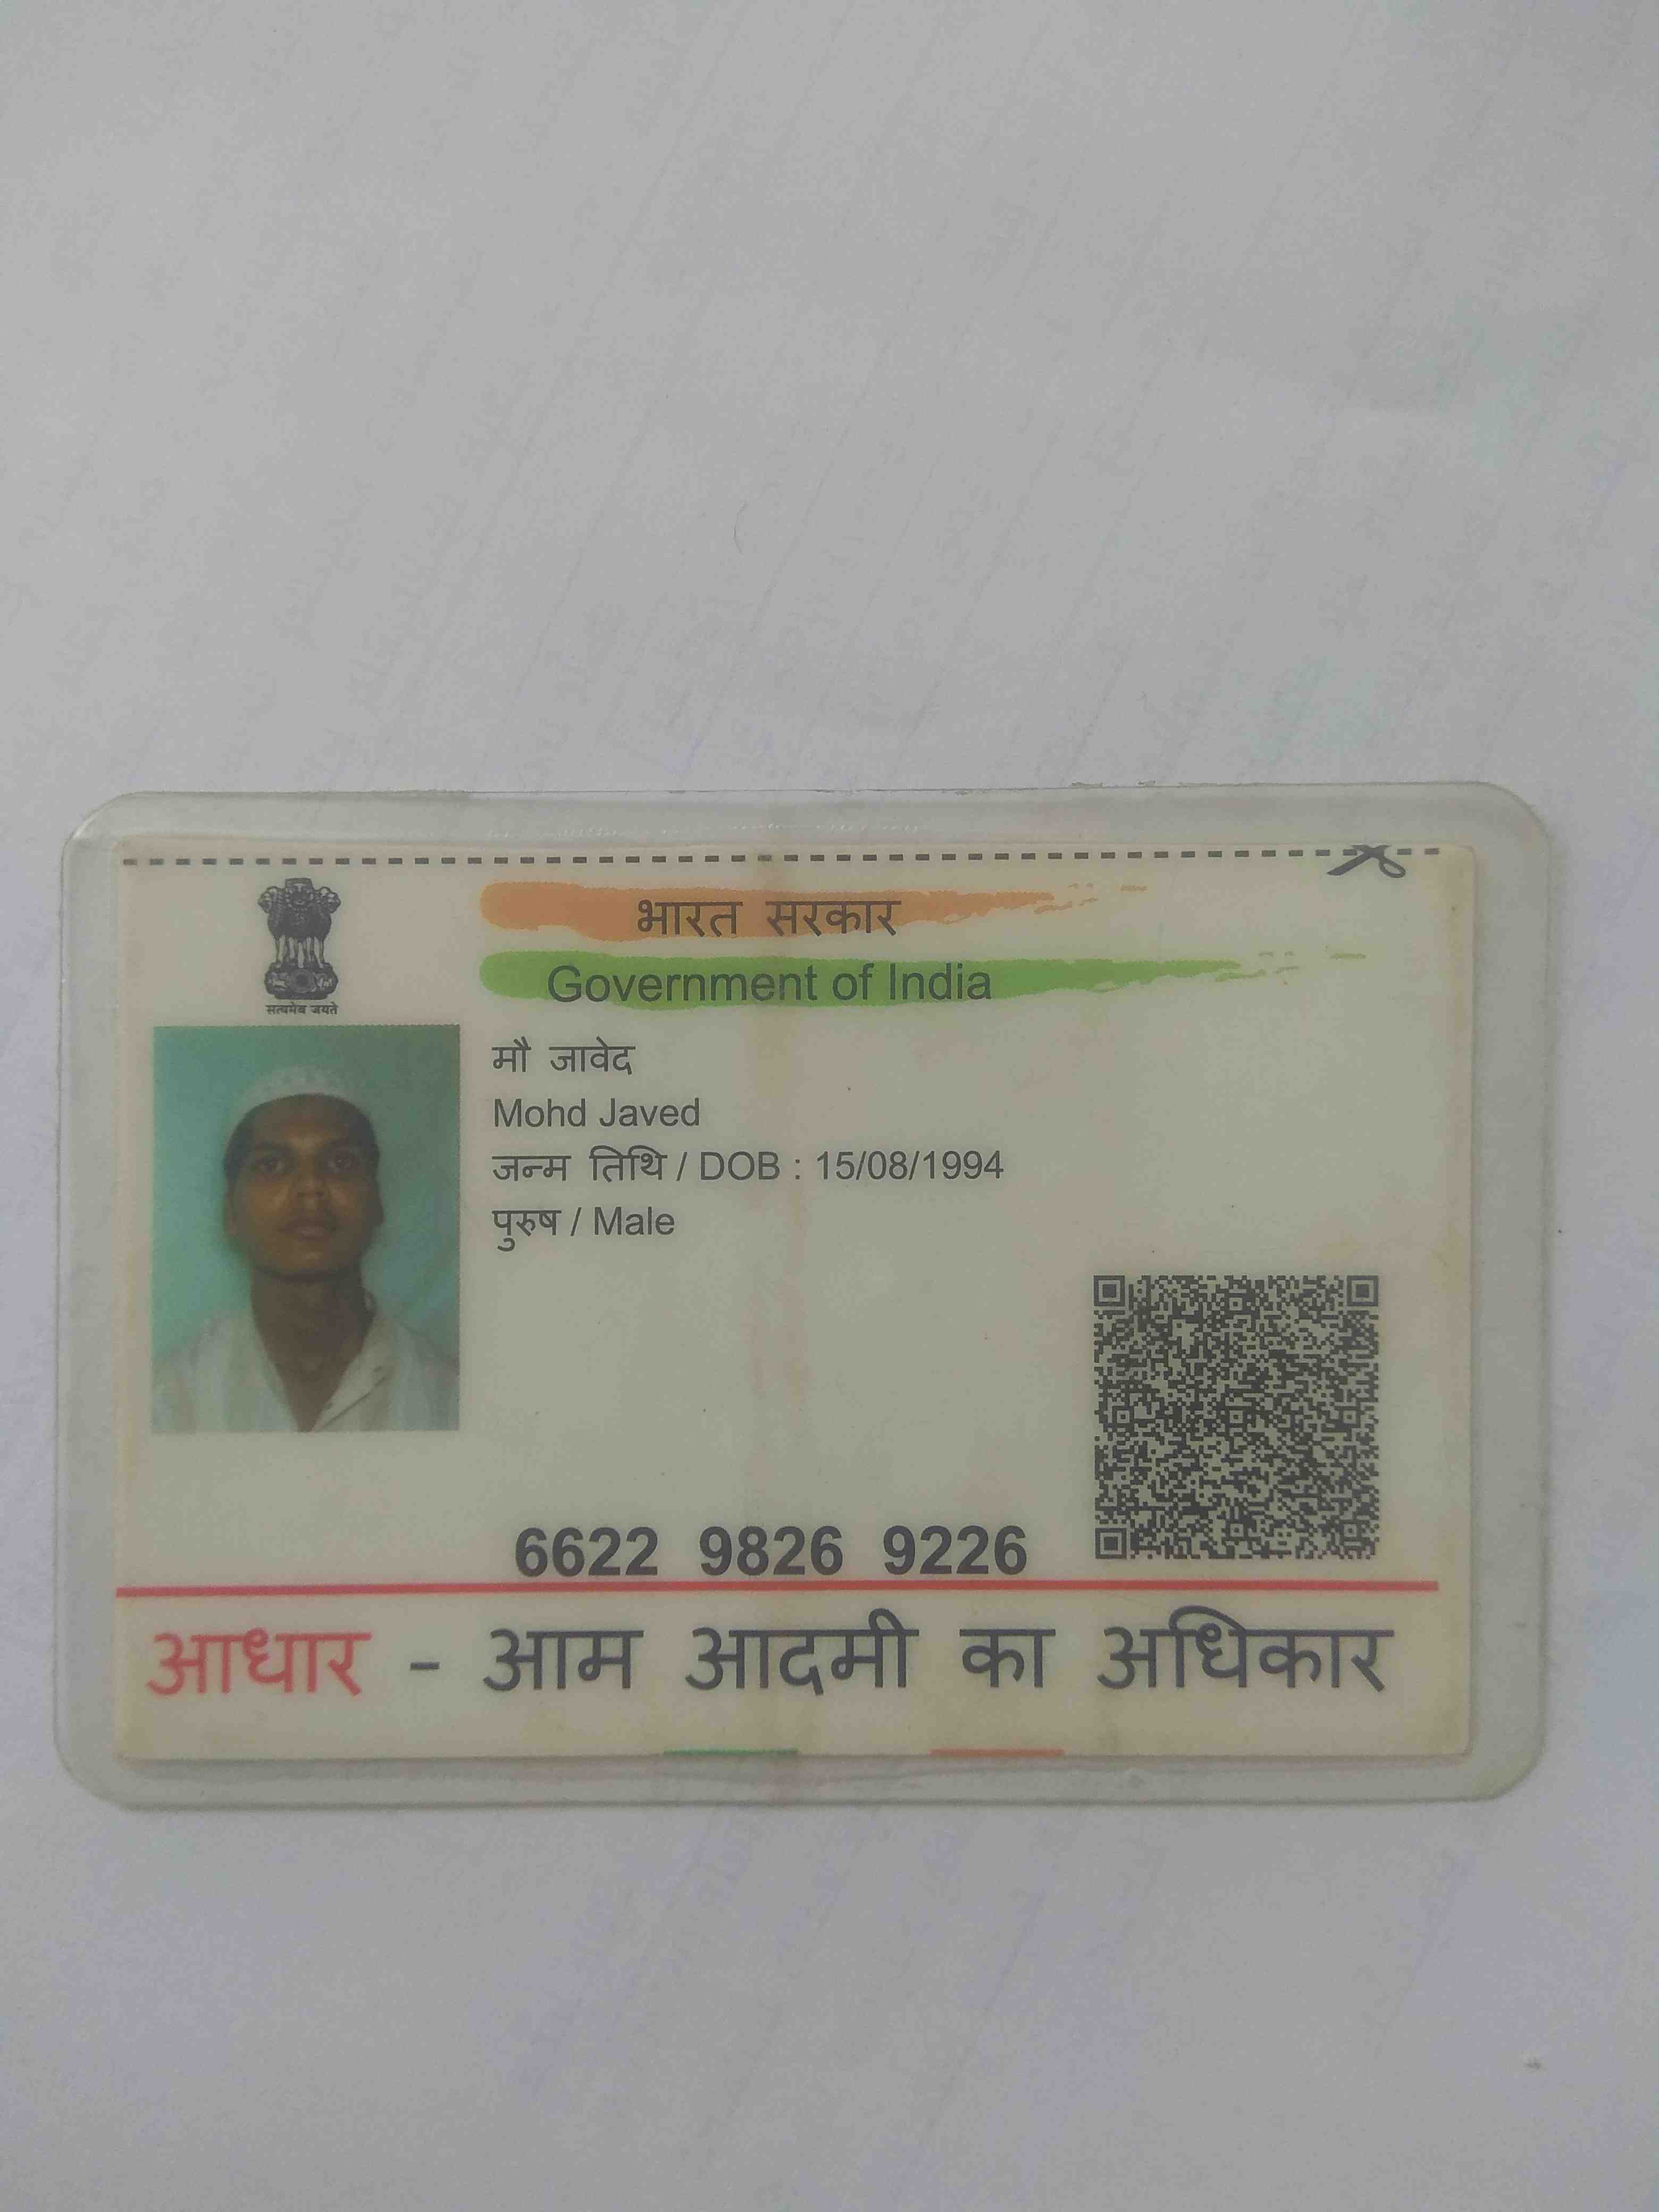 भारत सरकार
Government of India
सत्यमेव जयते
मौ जावेद
Mohd Javed
जन्म तिथि / DOB : 15/08/1994
पुरुष / Male
6622 9826 9226
आधार - आम आदमी का अधिकार